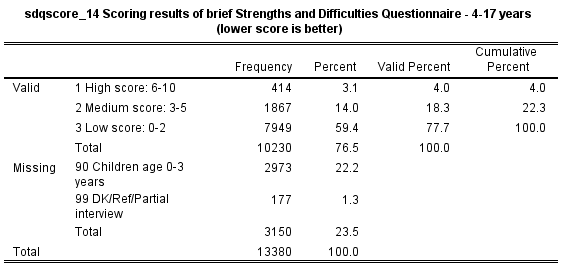 sdqscore_14 Scoring results of brief Strengths and Difficulties Questionnaire - 4-17 years
(lower score is better)
Frequency Percent Valid Percent Cumulative Percent
Valid 1 High score: 6-10 414 3.1 4.0 4.0
2 Medium score: 3-5 1867 14.0 18.3 22.3
3 Low score: 0-2 7949 59.4 77.7 100.0
Total 10230 76.5 100.0
Missing 90 Children age 0-3 2973 22.2
years
99 DK/Ref/Partial 177 1.3
interview
Total 3150 23.5
Total 13380 100.0